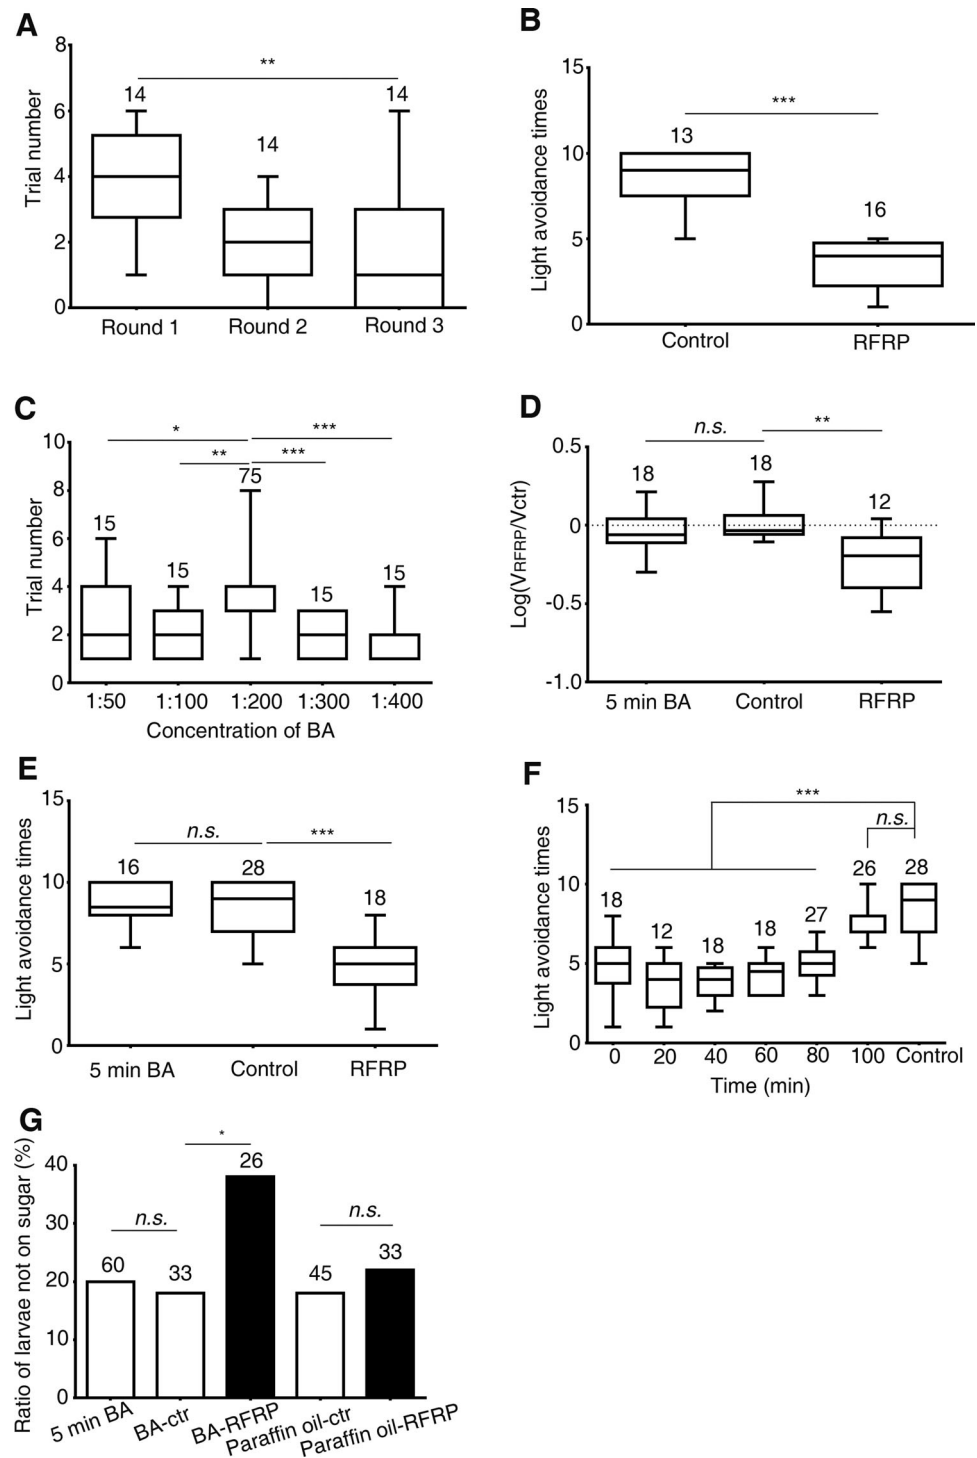 A
8
6
4
2
0
Trial number
**
14
14
14
Round 1
Round 2
Round 3
B
15
10
5
0
Light avoidance times
***
13
16
Control
RFRP
C
10
8
6
4
2
0
Trial number
*
***
**
***
15
15
75
15
15
1:50
1:100
1:200
1:300
1:400
Concentration of BA
D
0.5
0
-0.5
-1.0
Log(VRFRP/Vctr)
n.s.
**
18
18
12
5 min BA
Control
RFRP
E
15
10
5
0
Light avoidance times
n.s.
***
16
28
18
5 min BA
Control
RFRP
F
15
10
5
0
Light avoidance times
***
n.s.
18
12
18
18
27
26
28
0
20
40
60
80
100
Control
Time (min)
G
40
30
20
10
0
Ratio of larvae not on sugar (%)
*
n.s.
n.s.
60
33
26
45
33
5 min BA
BA-ctr
BA-RFRP
Paraffin oil-ctr
Paraffin oil-RFRP